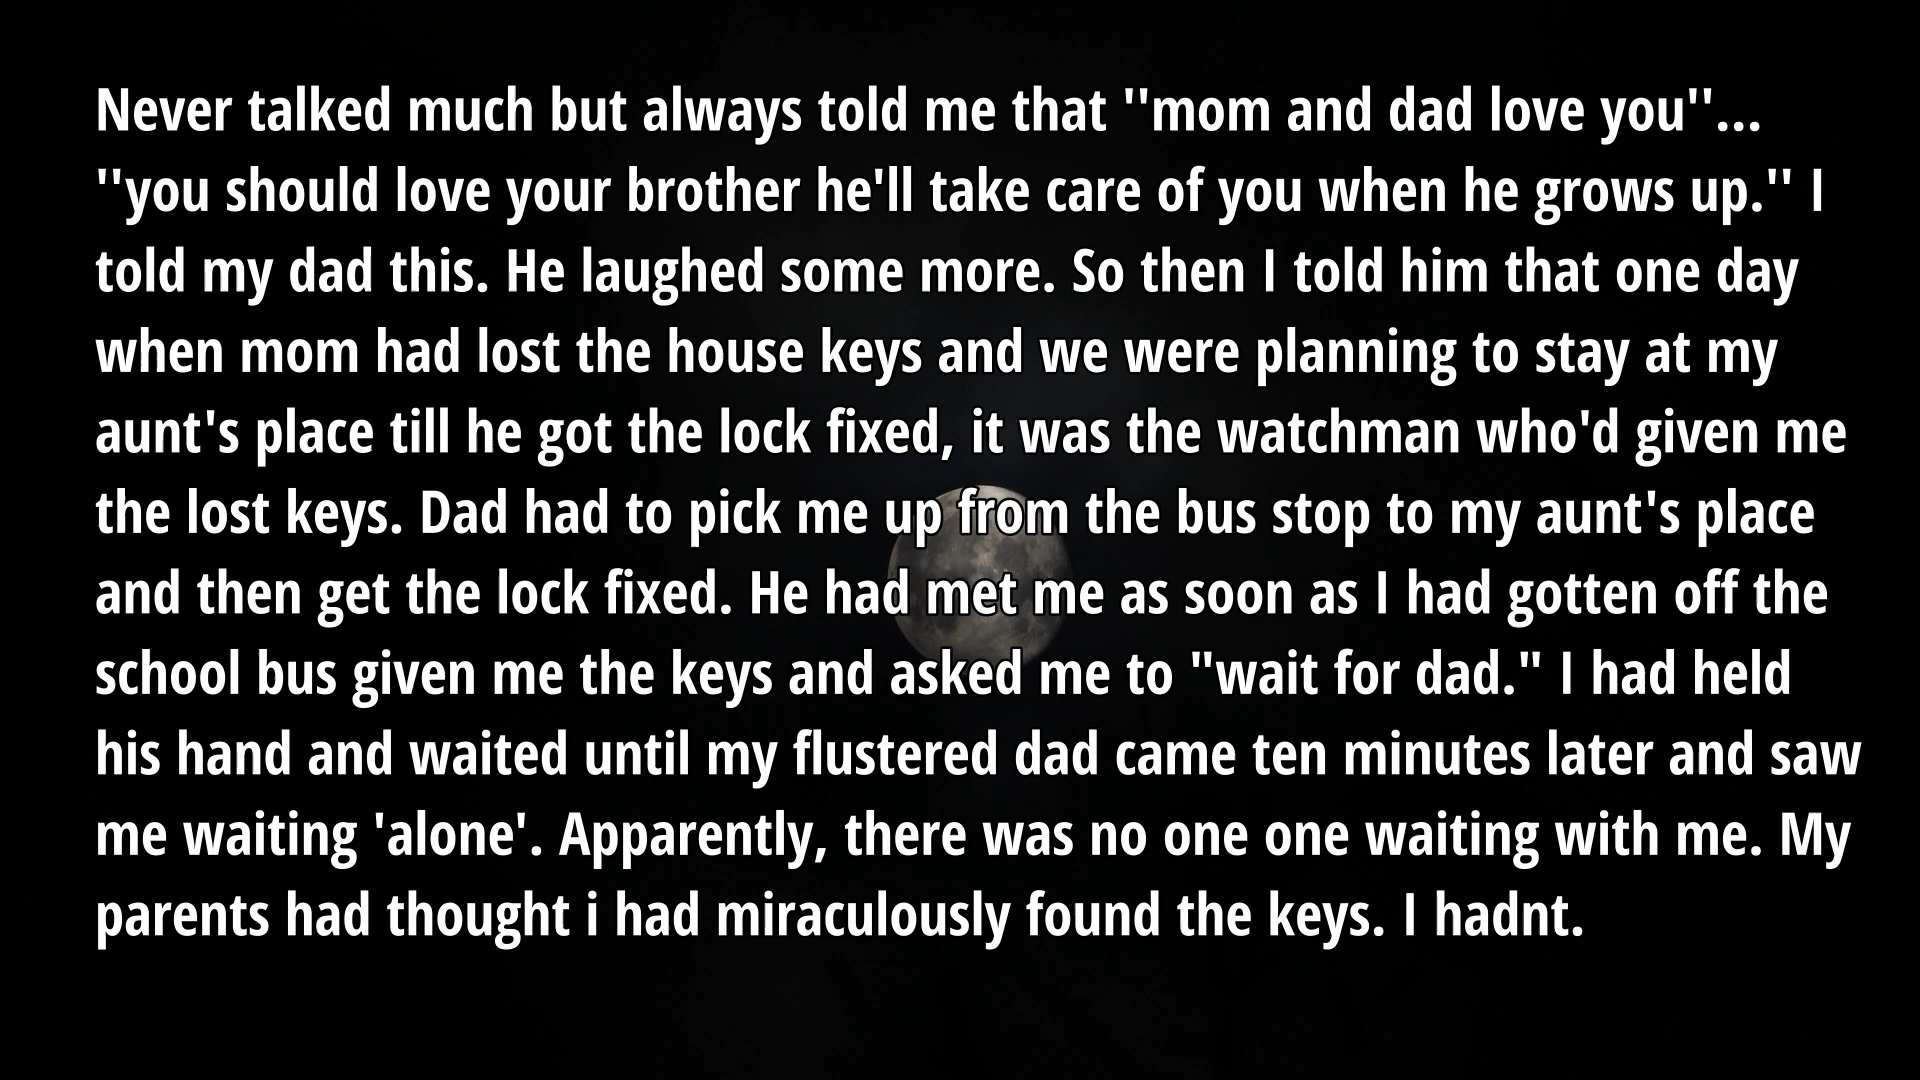 Never talked much but always told me that ''mom and dad love you''...
''you should love your brother he'll take care of you when he grows up.'' I
told my dad this. He laughed some more. So then I told him that one day
when mom had lost the house keys and we were planning to stay at my
aunt's place till he got the lock fixed, it was the watchman who'd given me
the lost keys. Dad had to pick me up from the bus stop to my aunt's place
and then get the lock fixed. He had met me as soon as I had gotten off the
school bus given me the keys and asked me to "wait for dad." I had held
his hand and waited until my flustered dad came ten minutes later and saw
me waiting 'alone'. Apparently, there was no one one waiting with me. My
parents had thought i had miraculously found the keys. I hadnt.